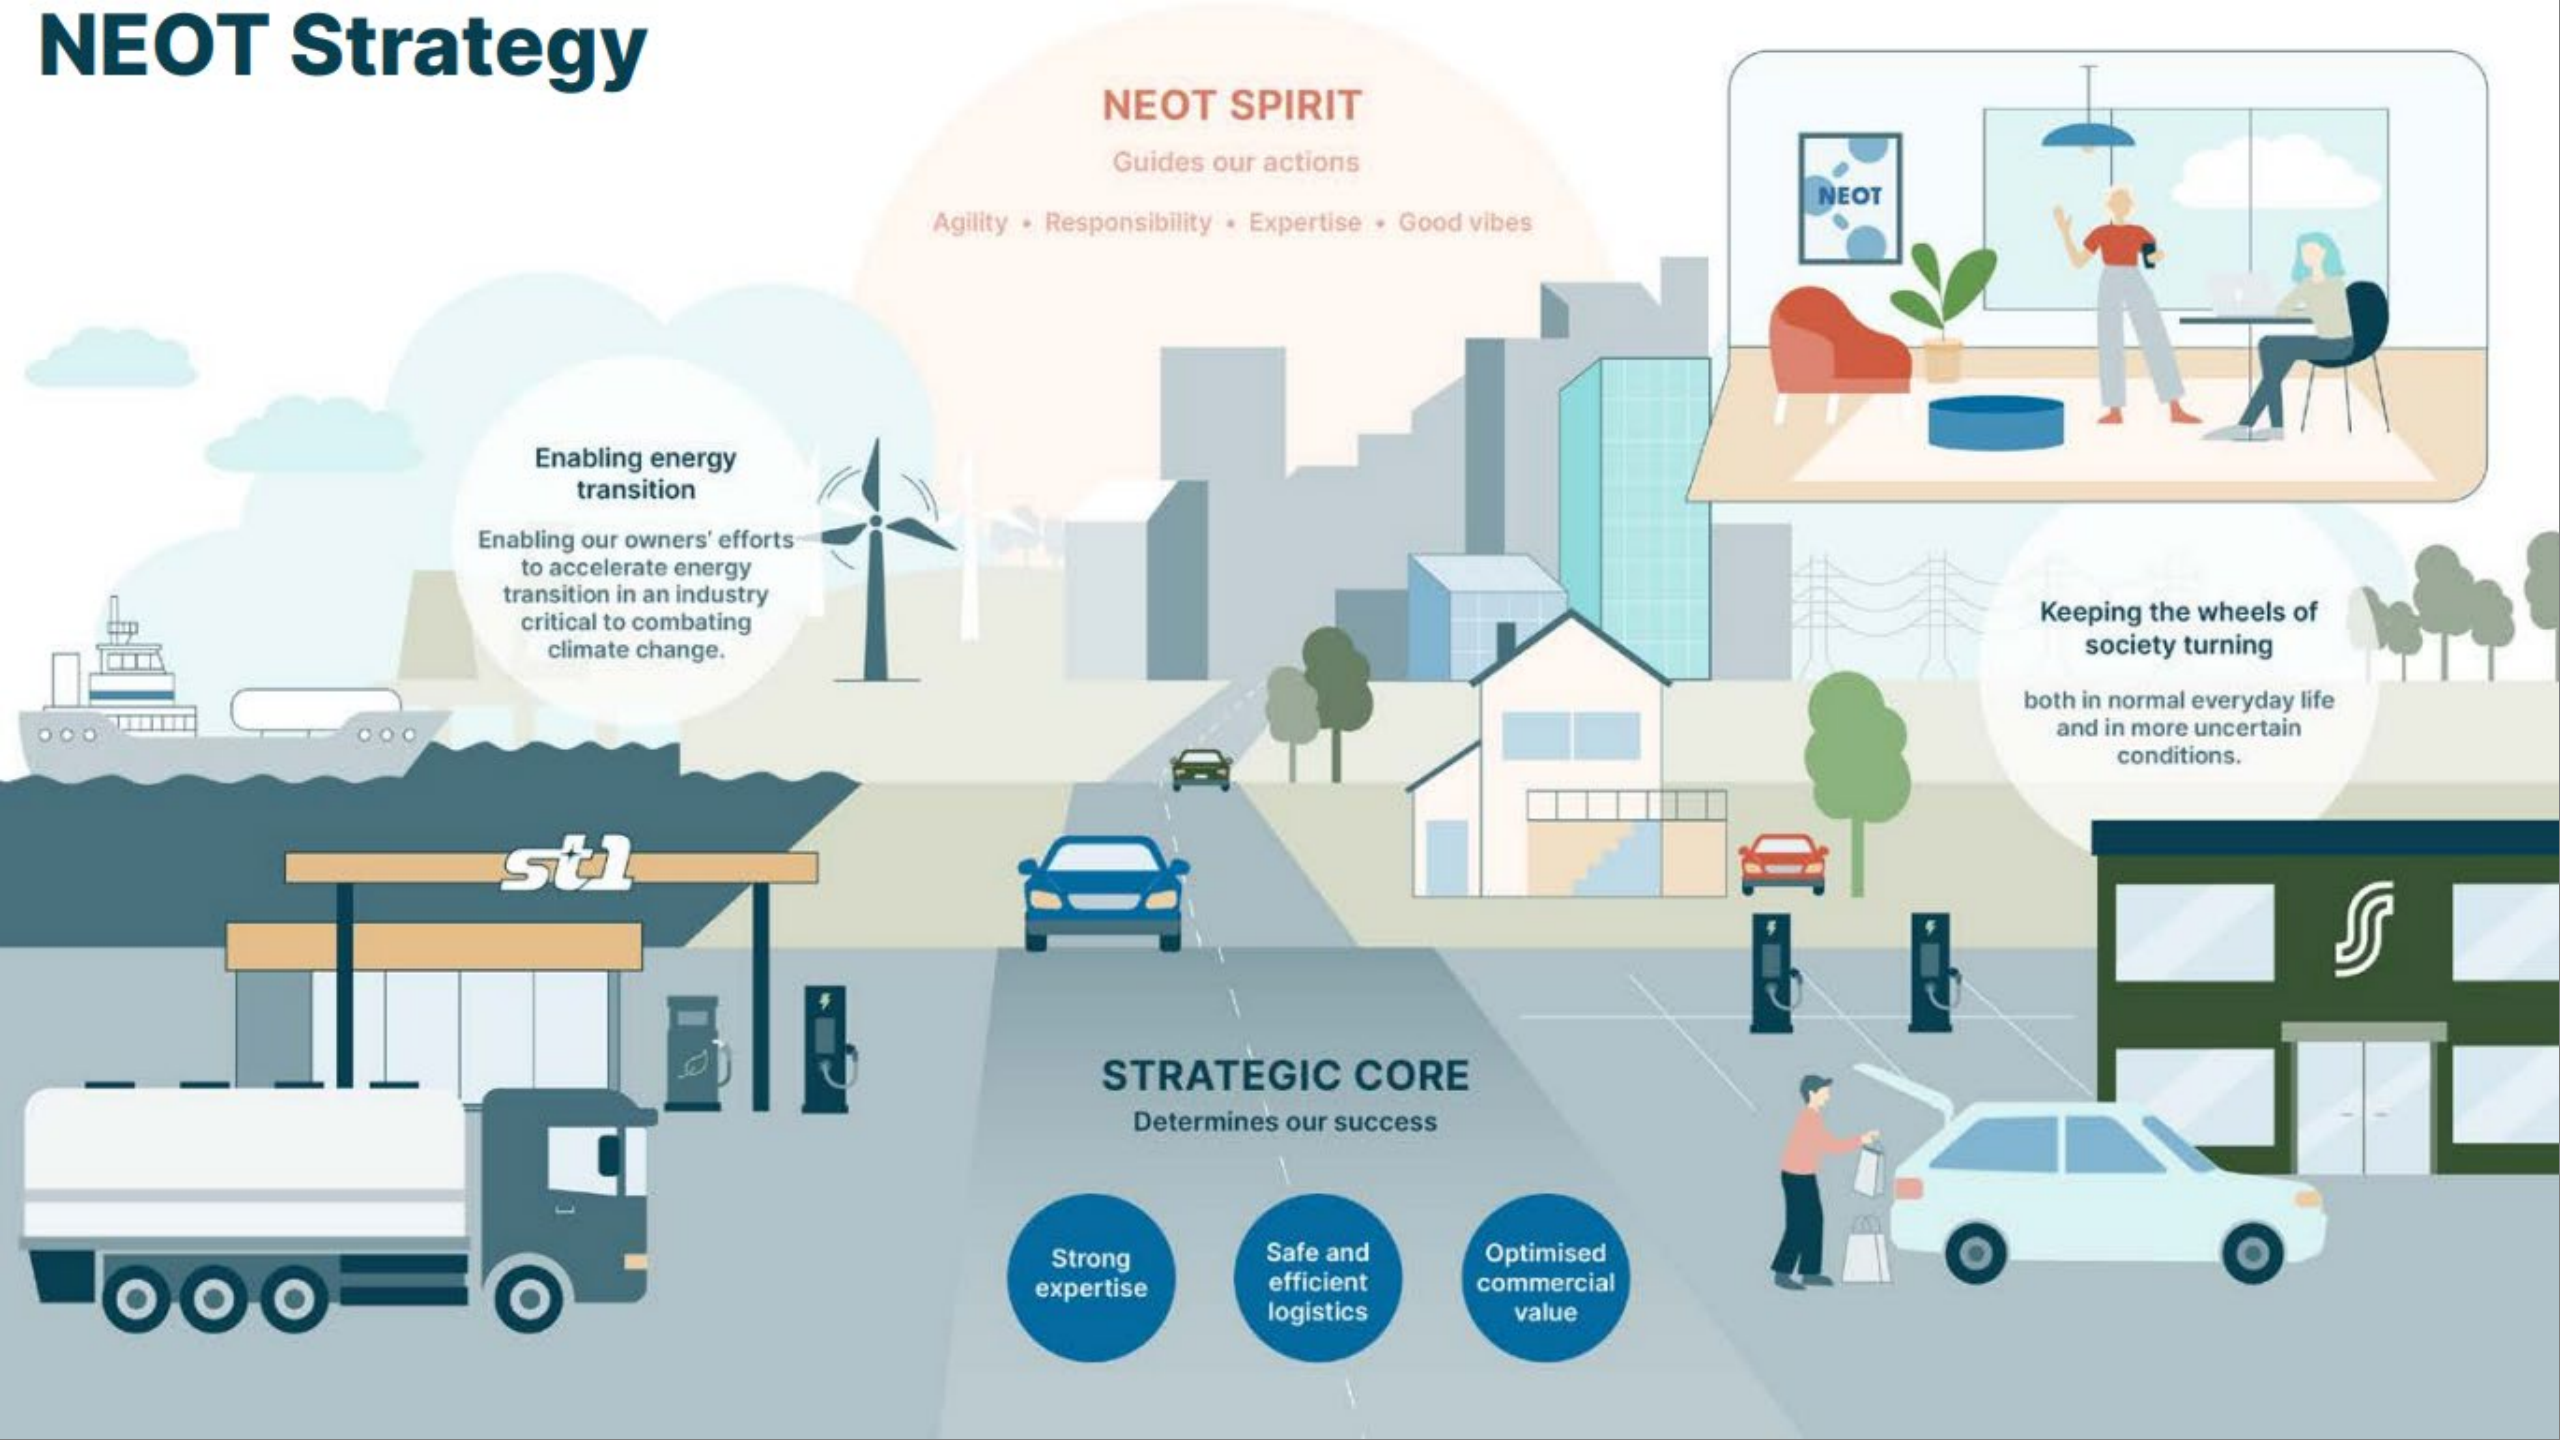 NEOT Strategy
NEOT SPIRIT
Guides our actions
Agility • Responsibility • Expertise • Good vibes
NEOT
Enabling energy
transition
Enabling our owners' efforts
to accelerate energy
transition in an industry
critical to combating
climate change.
Keeping the wheels of
society turning
both in normal everyday life
and in more uncertain
conditions.
st1
STRATEGIC CORE
Determines our success
Strong
expertise
Safe and
efficient
logistics
Optimised
commercial
value